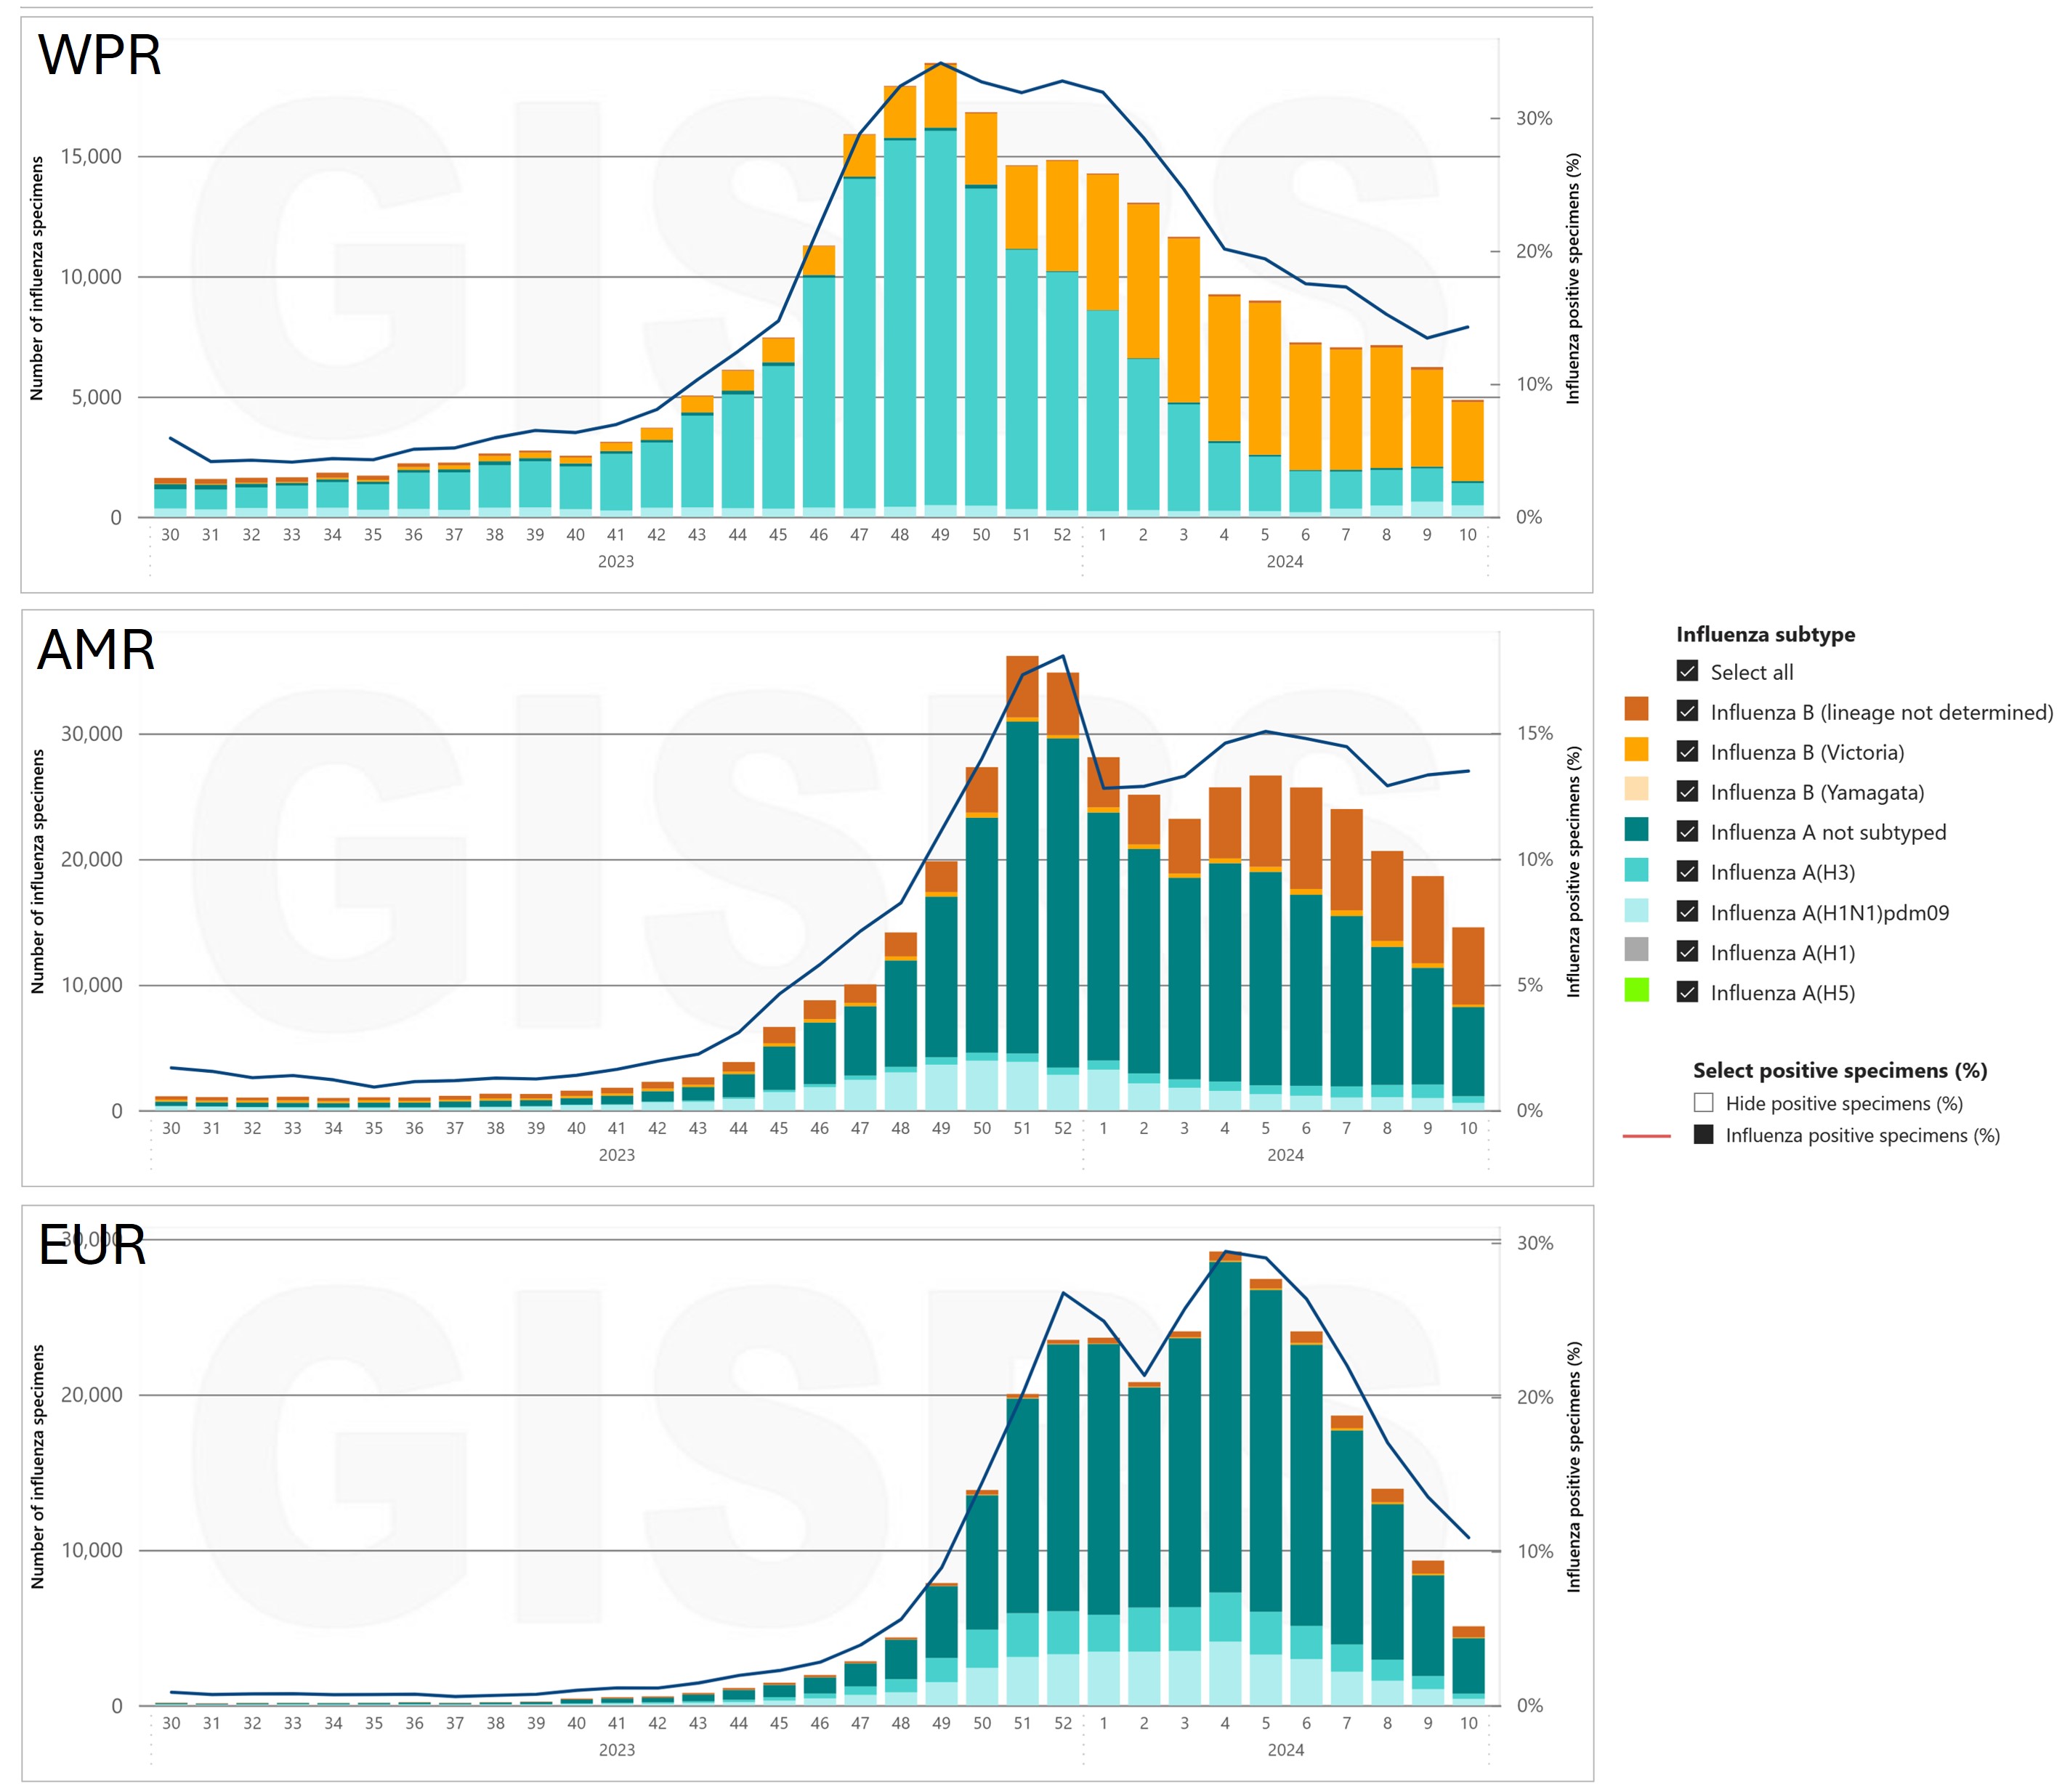 WPR
Number of influenza specimens
15,000
10,000
5,000
0
30%
20%
10%
0%
Influenza positive specimens (%)
30 31 32 33 34 35 36 37 38 39 40 41 42 43 44 45 46 47 48 49 50 51 52 1 2 3 4 5 6 7 8 9 10
2023 2024
GISRS
AMR
Number of influenza specimens
30,000
20,000
10,000
0
15%
10%
5%
0%
Influenza positive specimens (%)
30 31 32 33 34 35 36 37 38 39 40 41 42 43 44 45 46 47 48 49 50 51 52 1 2 3 4 5 6 7 8 9 10
2023 2024
GISRS
Influenza subtype
Select all
Influenza B (lineage not determined)
Influenza B (Victoria)
Influenza B (Yamagata)
Influenza A not subtyped
Influenza A(H3)
Influenza A(H1N1)pdm09
Influenza A(H1)
Influenza A(H5)
Select positive specimens (%)
Hide positive specimens (%)
Influenza positive specimens (%)
EUR
Number of influenza specimens
30,000
20,000
10,000
0
30%
20%
10%
0%
Influenza positive specimens (%)
30 31 32 33 34 35 36 37 38 39 40 41 42 43 44 45 46 47 48 49 50 51 52 1 2 3 4 5 6 7 8 9 10
2023 2024
GISRS